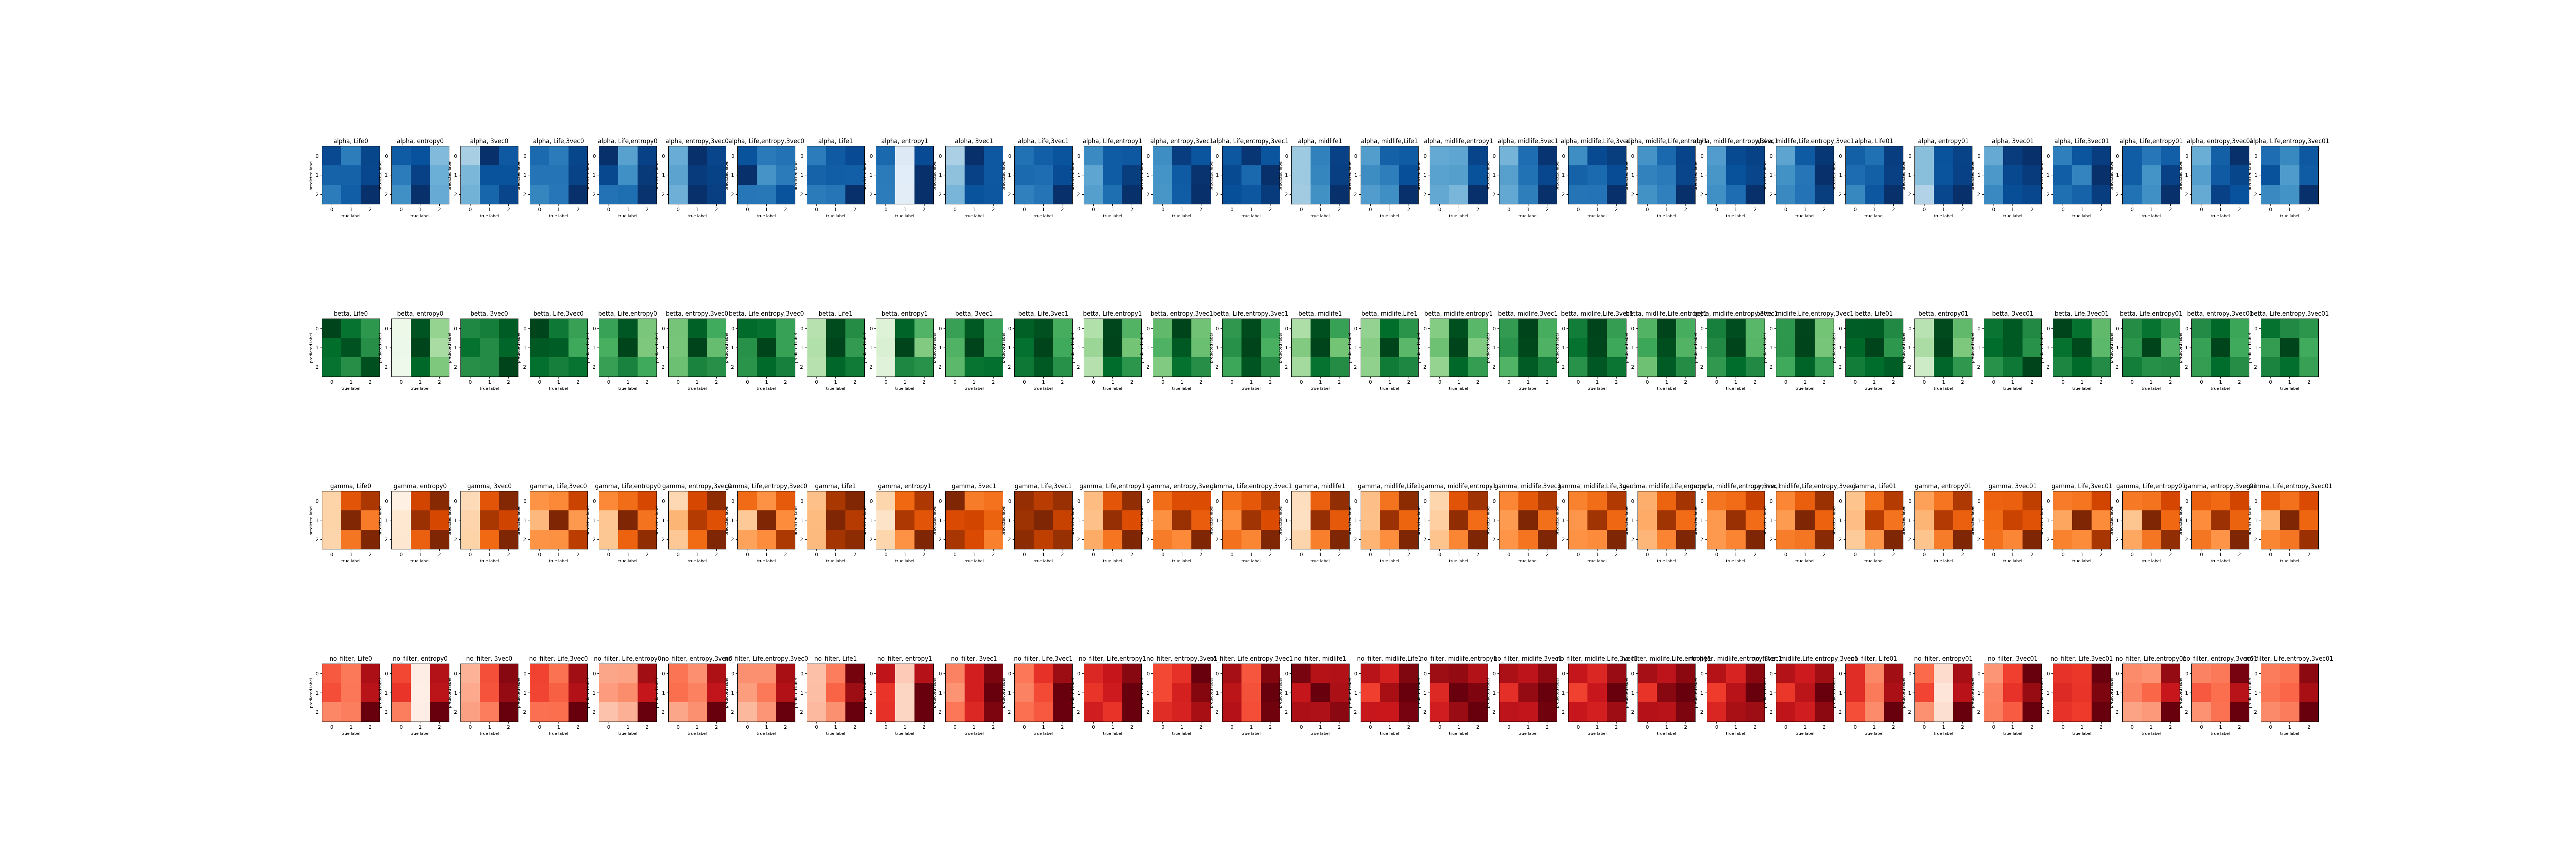 alpha, Life0 alpha, entropy0 alpha, 3vec0 alpha, Life,3vec0 alpha, Life,entropy0 alpha, entropy,3vec0 alpha, Life,entropy,3vec0 alpha, Life1 alpha, entropy1 alpha, 3vec1 alpha, Life,3vec1 alpha, Life,entropy1 alpha, entropy,3vec1 alpha, Life,entropy,3vec1 alpha, midlife1 alpha, midlife,Life1 alpha, midlife,entropy1 alpha, midlife,3vec1 alpha, midlife,Life,3vec1 alpha, midlife,Life,entropy1 alpha, midlife,entropy,3vec1 alpha, midlife,Life,entropy,3vec1 alpha, Life01 alpha, entropy01 alpha, 3vec01 alpha, Life,3vec01 alpha, Life,entropy01 alpha, entropy,3vec01 alpha, Life,entropy,3vec01
predicted label
0
1
2
0 1 2
true label
betta, Life0 betta, entropy0 betta, 3vec0 betta, Life,3vec0 betta, Life,entropy0 betta, entropy,3vec0 betta, Life,entropy,3vec0 betta, Life1 betta, entropy1 betta, 3vec1 betta, Life,3vec1 betta, Life,entropy1 betta, entropy,3vec1 betta, Life,entropy,3vec1 betta, midlife1 betta, midlife,Life1 betta, midlife,entropy1 betta, midlife,3vec1 betta, midlife,Life,3vec1 betta, midlife,Life,entropy1 betta, midlife,entropy,3vec1 betta, midlife,Life,entropy,3vec1 betta, Life01 betta, entropy01 betta, 3vec01 betta, Life,3vec01 betta, Life,entropy01 betta, entropy,3vec01 betta, Life,entropy,3vec01
predicted label
0
1
2
0 1 2
true label
gamma, Life0 gamma, entropy0 gamma, 3vec0 gamma, Life,3vec0 gamma, Life,entropy0 gamma, entropy,3vec0 gamma, Life,entropy,3vec0 gamma, Life1 gamma, entropy1 gamma, 3vec1 gamma, Life,3vec1 gamma, Life,entropy1 gamma, entropy,3vec1 gamma, Life,entropy,3vec1 gamma, midlife1 gamma, midlife,Life1 gamma, midlife,entropy1 gamma, midlife,3vec1 gamma, midlife,Life,3vec1 gamma, midlife,Life,entropy1 gamma, midlife,entropy,3vec1 gamma, midlife,Life,entropy,3vec1 gamma, Life01 gamma, entropy01 gamma, 3vec01 gamma, Life,3vec01 gamma, Life,entropy01 gamma, entropy,3vec01 gamma, Life,entropy,3vec01
predicted label
0
1
2
0 1 2
true label
no_filter, Life0 no_filter, entropy0 no_filter, 3vec0 no_filter, Life,3vec0 no_filter, Life,entropy0 no_filter, entropy,3vec0 no_filter, Life,entropy,3vec0 no_filter, Life1 no_filter, entropy1 no_filter, 3vec1 no_filter, Life,3vec1 no_filter, Life,entropy1 no_filter, entropy,3vec1 no_filter, Life,entropy,3vec1 no_filter, midlife1 no_filter, midlife,Life1 no_filter, midlife,entropy1 no_filter, midlife,3vec1 no_filter, midlife,Life,3vec1 no_filter, midlife,Life,entropy1 no_filter, midlife,entropy,3vec1 no_filter, midlife,Life,entropy,3vec1 no_filter, Life01 no_filter, entropy01 no_filter, 3vec01 no_filter, Life,3vec01 no_filter, Life,entropy01 no_filter, entropy,3vec01 no_filter, Life,entropy,3vec01
predicted label
0
1
2
0 1 2
true label